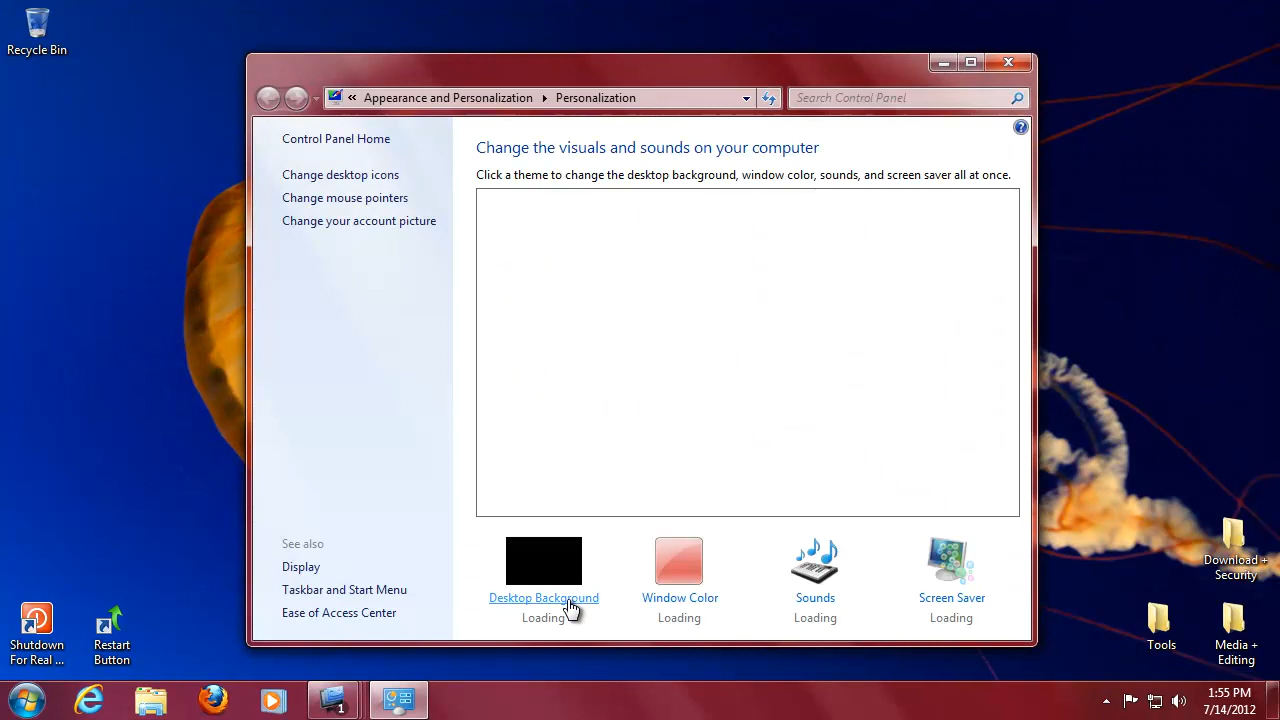 Recycle Bin
Appearance and Personalization
Personalization
Search Control Panel
Control Panel Home
Change desktop icons
Change mouse pointers
Change your account picture
Change the visuals and sounds on your computer
Click a theme to change the desktop background, window color, sounds, and screen saver all at once.
See also
Display
Taskbar and Start Menu
Ease of Access Center
Desktop Background
Loading
Window Color
Loading
Sounds
Loading
Screen Saver
Loading
Shutdown
For Real ...
Restart
Button
Download +
Security
Tools
Media +
Editing
1
1:55 PM
7/14/2012